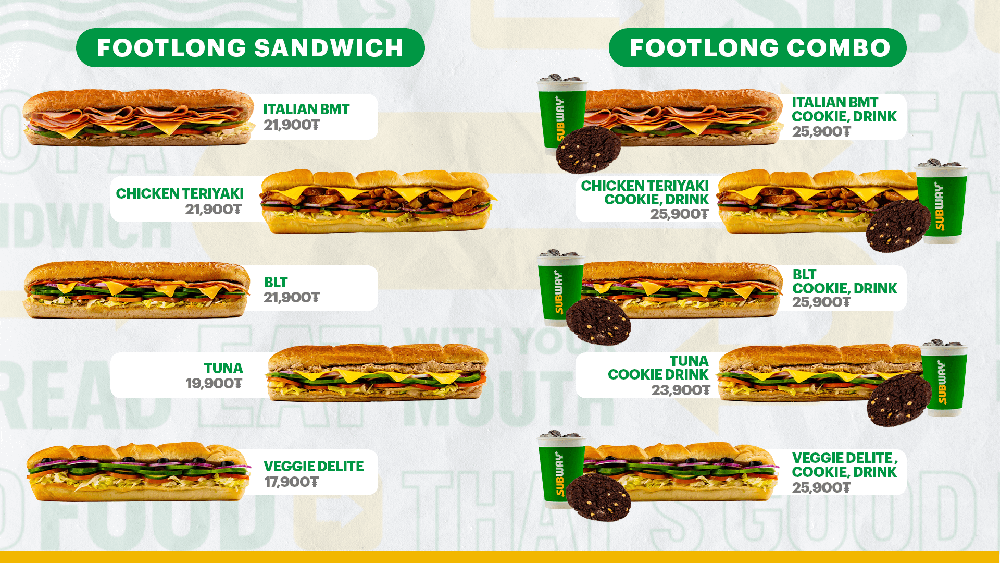 FOOTLONG SANDWICH
ITALIAN BMT
21,900₮
CHICKEN TERIYAKI
21,900₮
BLT
21,900₮
TUNA
19,900₮
VEGGIE DELITE
17,900₮
FOOTLONG COMBO
SUBWAY
ITALIAN BMT
COOKIE, DRINK
25,900₮
CHICKEN TERIYAKI
COOKIE, DRINK
25,900₮
SUBWAY
SUBWAY
BLT
COOKIE, DRINK
25,900₮
TUNA
COOKIE DRINK
23,900₮
SUBWAY
SUBWAY
VEGGIE DELITE,
COOKIE, DRINK
25,900₮
EAT
WITH YOUR
MOUTH
THAT'S GOOD